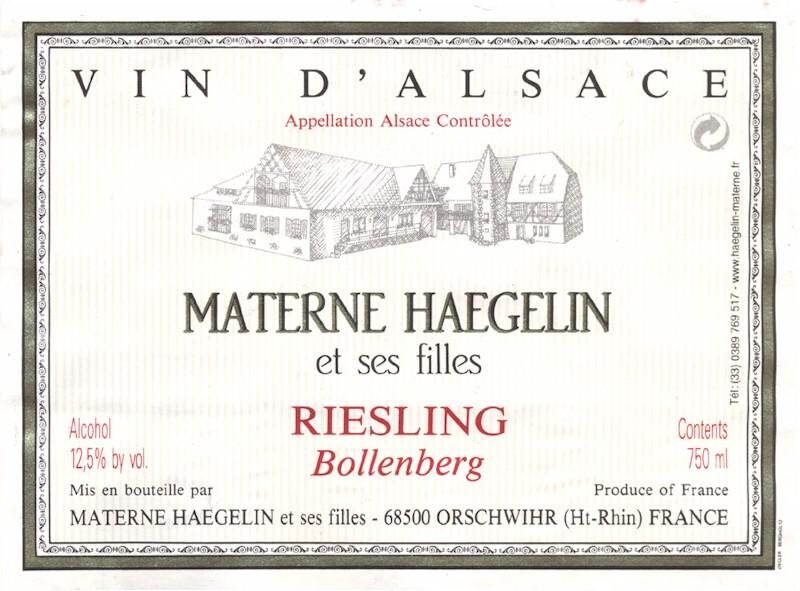 VIN D'ALSACE
Appellation Alsace Contrôlée
MATERNE HAEGELIN
et ses filles
RIESLING
Bollenberg
Alcohol
12,5% by vol.
Contents
750 ml
Mis en bouteille par
Produce of France
MATERNE HAEGELIN et ses filles - 68500 ORSCHWIHR (Ht-Rhin) FRANCE
Tél: (33) 0389 769 517 - www.haegelin-materne.fr
ZIEGLER BERGHOLTZ